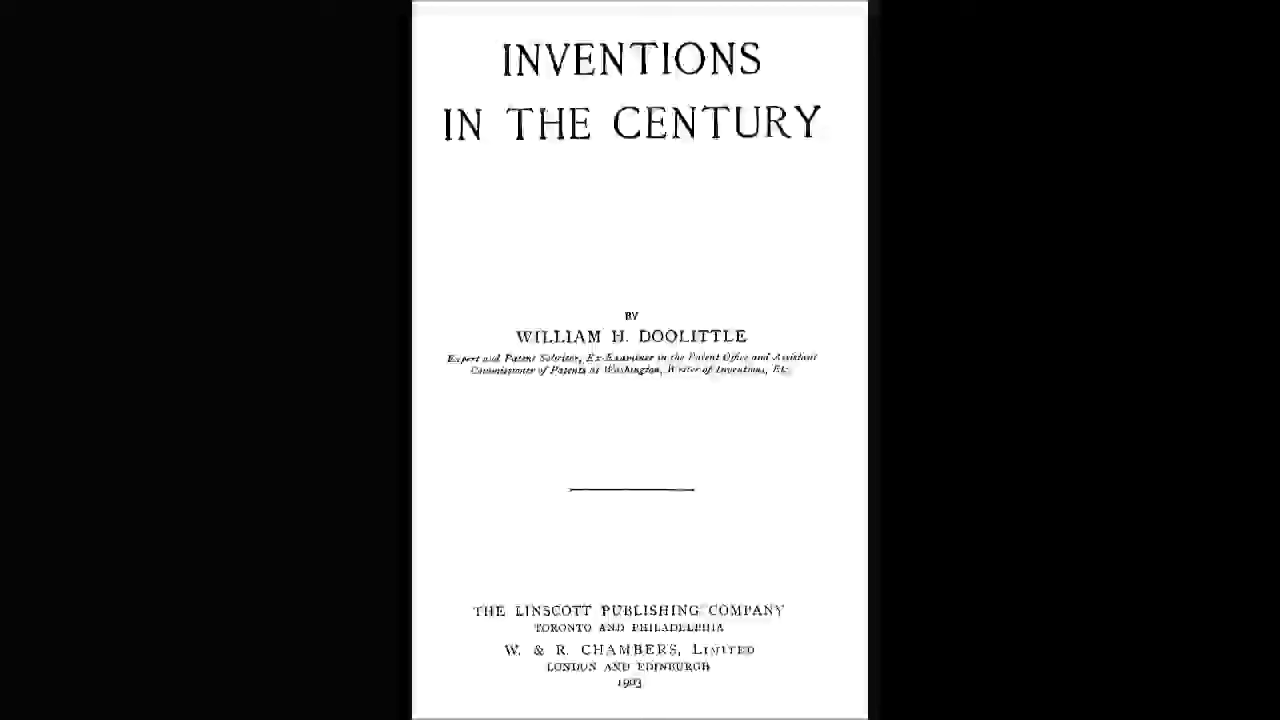 INVENTIONS
IN THE CENTURY
BY
WILLIAM H. DOOLITTLE
Expert and Patent Solicitor, Ex-Examiner in the Patent Office and Assistant
Commissioner of Patents at Washington, Writer of Inventions, Etc.
THE LINSCOTT PUBLISHING COMPANY
TORONTO AND PHILADELPHIA
W. & R. CHAMBERS, LIMITED
LONDON AND EDINBURGH
1903